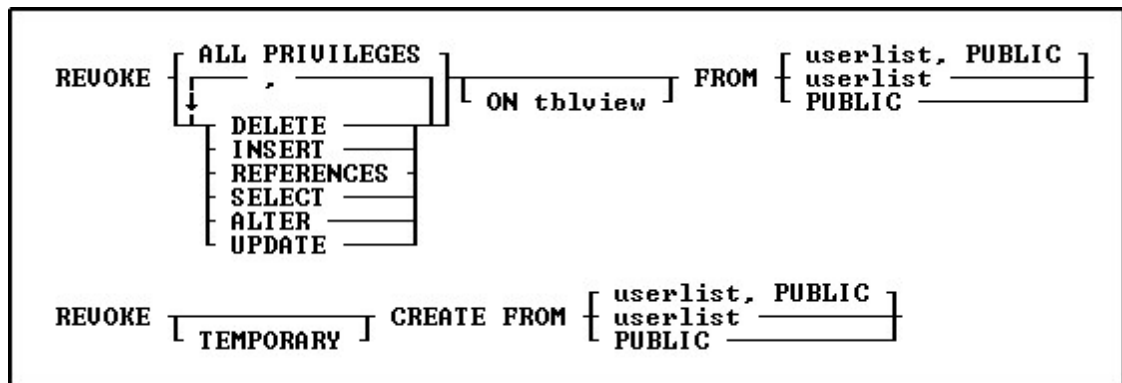 ALL PRIVILEGES userlist, PUBLIC
REVOKE , FROM userlist
ON tblview PUBLIC
DELETE
INSERT
REFERENCES
SELECT
ALTER
UPDATE
userlist, PUBLIC
REVOKE CREATE FROM userlist
TEMPORARY PUBLIC